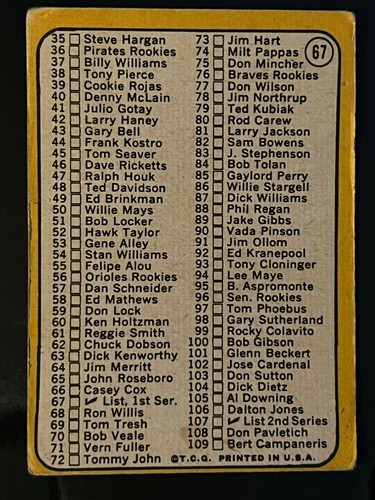 35 Steve Hargan
36 Pirates Rookies
37 Billy Williams
38 Tony Pierce
39 Cookie Rojas
40 Denny McLain
41 Julio Gotay
42 Larry Haney
43 Gary Bell
44 Frank Kostro
45 Tom Seaver
46 Dave Ricketts
47 Ralph Houk
48 Ted Davidson
49 Ed Brinkman
50 Willie Mays
51 Bob Locker
52 Hawk Taylor
53 Gene Alley
54 Stan Williams
55 Felipe Alou
56 Orioles Rookies
57 Dan Schneider
58 Ed Mathews
59 Don Lock
60 Ken Holtzman
61 Reggie Smith
62 Chuck Dobson
63 Dick Kenworthy
64 Jim Merritt
65 John Roseboro
66 Casey Cox
67 ✓ List, 1st Ser.
68 Ron Willis
69 Tom Tresh
70 Bob Veale
71 Vern Fuller
72 Tommy John
73 Jim Hart
74 Milt Pappas
75 Don Mincher
76 Braves Rookies
77 Don Wilson
78 Jim Northrup
79 Ted Kubiak
80 Rod Carew
81 Larry Jackson
82 Sam Bowens
83 J. Stephenson
84 Bob Tolan
85 Gaylord Perry
86 Willie Stargell
87 Dick Williams
88 Phil Regan
89 Jake Gibbs
90 Vada Pinson
91 Jim Ollom
92 Ed Kranepool
93 Tony Cloninger
94 Lee Maye
95 B. Aspromonte
96 Sen. Rookies
97 Tom Phoebus
98 Gary Sutherland
99 Rocky Colavito
100 Bob Gibson
101 Glenn Beckert
102 Jose Cardenal
103 Don Sutton
104 Dick Dietz
105 Al Downing
106 Dalton Jones
107 ✓ List 2nd Series
108 Don Pavletich
109 Bert Campaneris
67
©T.C.G. PRINTED IN U.S.A.